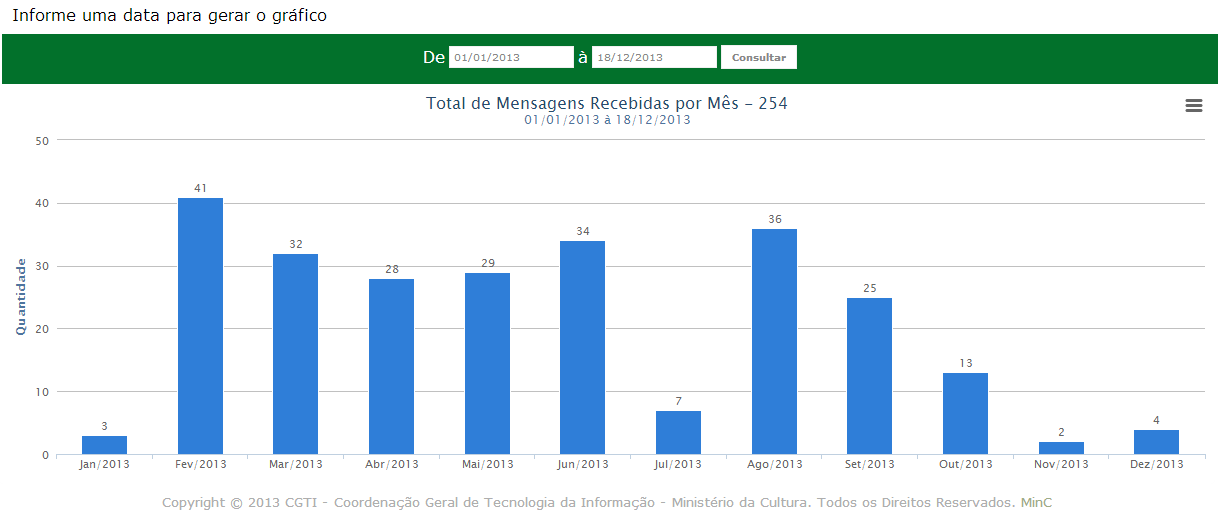 Informe uma data para gerar o gráfico
De 01/01/2013 à 18/12/2013 Consultar
Total de Mensagens Recebidas por Mês - 254
01/01/2013 à 18/12/2013
Quantidade
50
40
30
20
10
0
3
41
32
28
29
34
7
36
25
13
2
4
Jan/2013 Fev/2013 Mar/2013 Abr/2013 Mai/2013 Jun/2013 Jul/2013 Ago/2013 Set/2013 Out/2013 Nov/2013 Dez/2013
Copyright © 2013 CGTI - Coordenação Geral de Tecnologia da Informação - Ministério da Cultura. Todos os Direitos Reservados. MinC